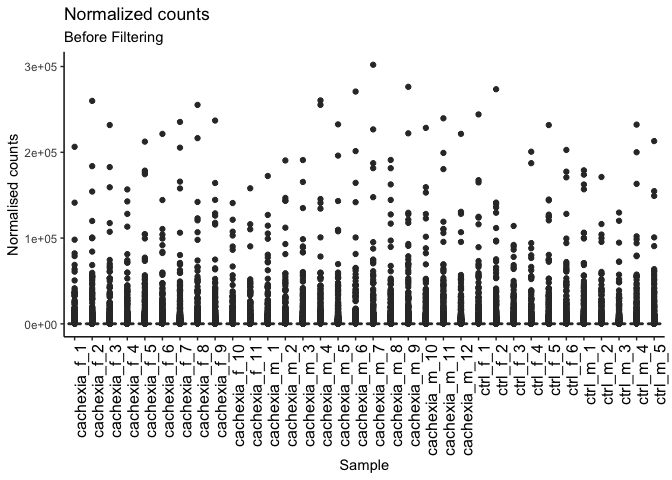 Normalized counts
Before Filtering
Normalised counts
3e+05
2e+05
1e+05
0e+00
cachexia_f_1
cachexia_f_2
cachexia_f_3
cachexia_f_4
cachexia_f_5
cachexia_f_6
cachexia_f_7
cachexia_f_8
cachexia_f_9
cachexia_f_10
cachexia_f_11
cachexia_m_1
cachexia_m_2
cachexia_m_3
cachexia_m_4
cachexia_m_5
cachexia_m_6
cachexia_m_7
cachexia_m_8
cachexia_m_9
cachexia_m_10
cachexia_m_11
cachexia_m_12
ctrl_f_1
ctrl_f_2
ctrl_f_3
ctrl_f_4
ctrl_f_5
ctrl_f_6
ctrl_m_1
ctrl_m_2
ctrl_m_3
ctrl_m_4
ctrl_m_5
Sample